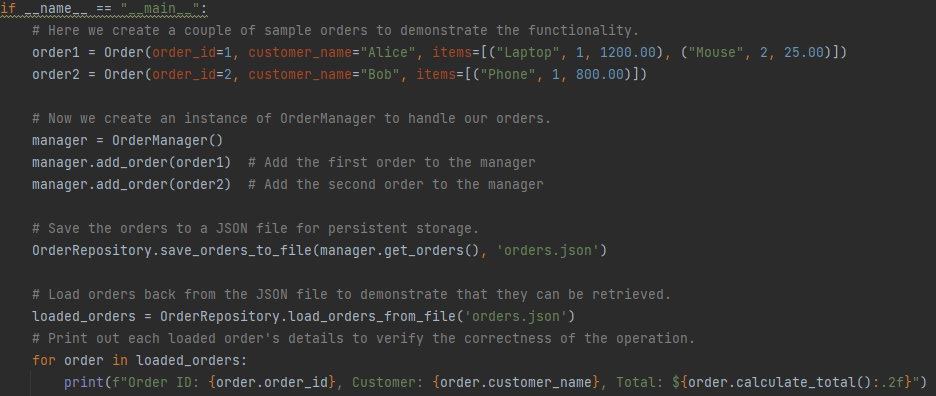 if __name__ == "__main__":
    # Here we create a couple of sample orders to demonstrate the functionality.
    order1 = Order(order_id=1, customer_name="Alice", items=[("Laptop", 1, 1200.00), ("Mouse", 2, 25.00)])
    order2 = Order(order_id=2, customer_name="Bob", items=[("Phone", 1, 800.00)])

    # Now we create an instance of OrderManager to handle our orders.
    manager = OrderManager()
    manager.add_order(order1)  # Add the first order to the manager
    manager.add_order(order2)  # Add the second order to the manager

    # Save the orders to a JSON file for persistent storage.
    OrderRepository.save_orders_to_file(manager.get_orders(), 'orders.json')

    # Load orders back from the JSON file to demonstrate that they can be retrieved.
    loaded_orders = OrderRepository.load_orders_from_file('orders.json')
    # Print out each loaded order's details to verify the correctness of the operation.
    for order in loaded_orders:
        print(f"Order ID: {order.order_id}, Customer: {order.customer_name}, Total: ${order.calculate_total():.2f}")